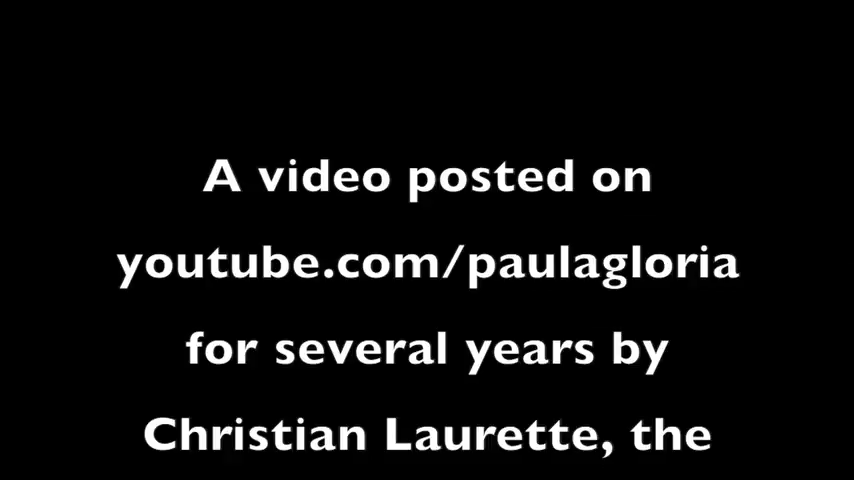 A video posted on
youtube.com/paulagloria
for several years by
Christian Laurette, the